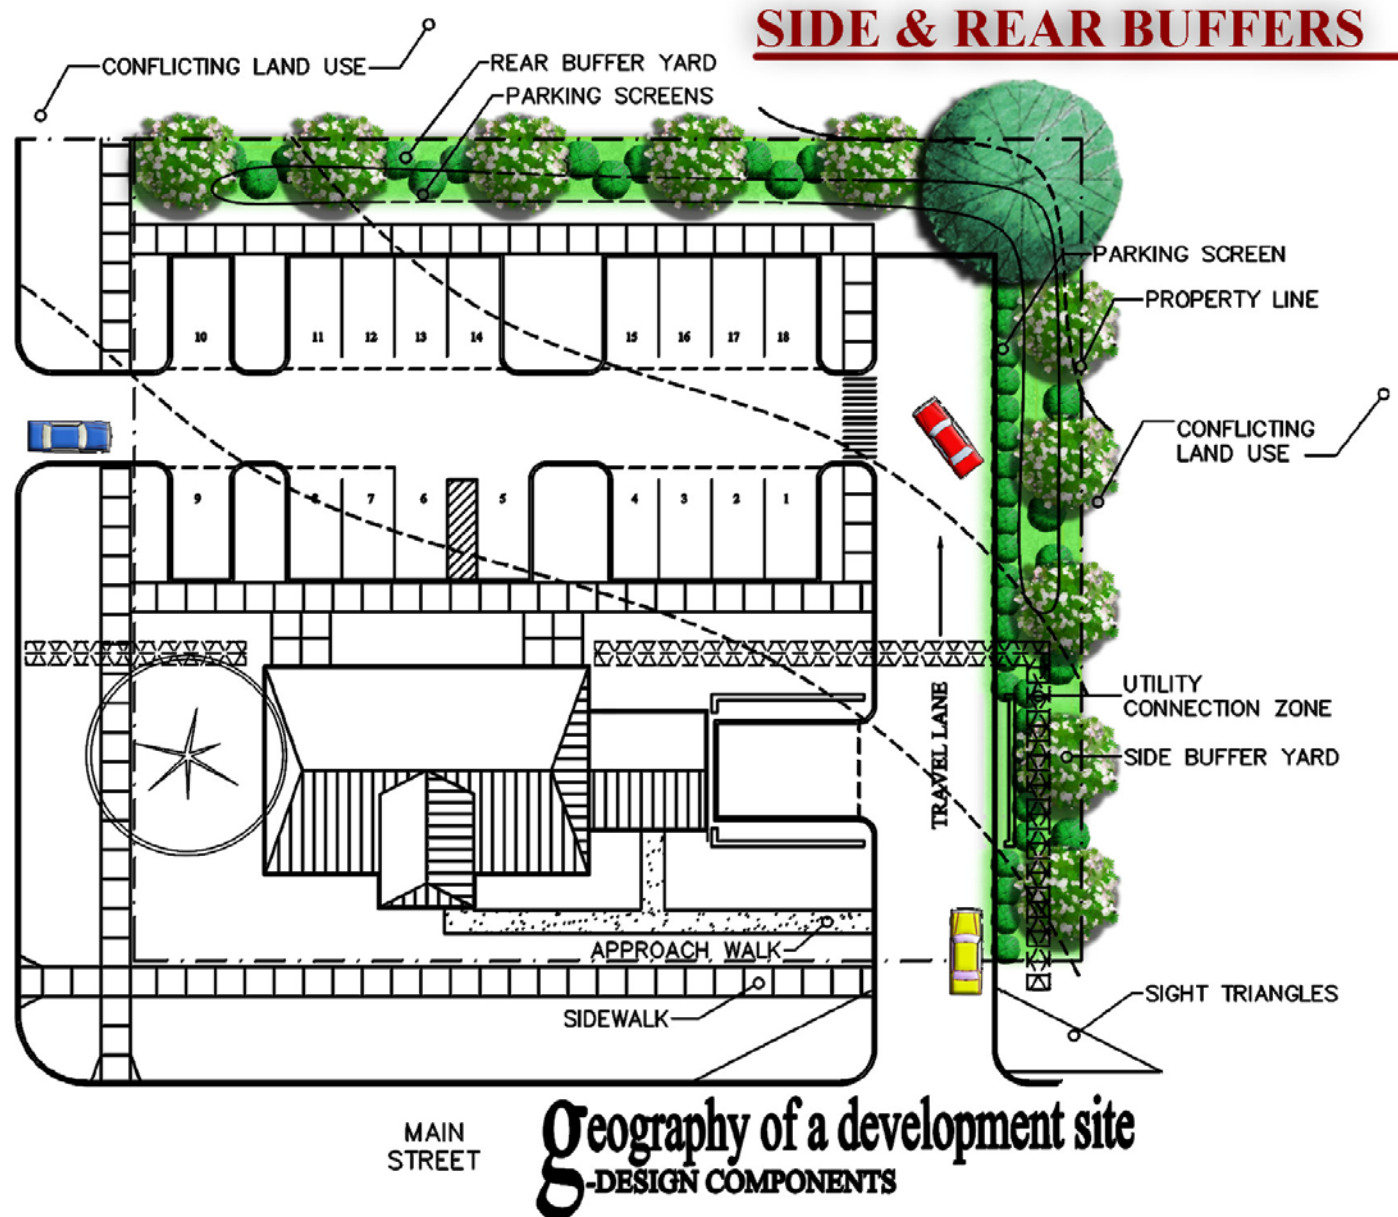 SIDE & REAR BUFFERS
CONFLICTING LAND USE
REAR BUFFER YARD
PARKING SCREENS
PARKING SCREEN
PROPERTY LINE
10
11
12
13
14
15
16
17
18
CONFLICTING
LAND USE
9
8
7
6
5
4
3
2
1
UTILITY
CONNECTION ZONE
TRAVEL LANE
SIDE BUFFER YARD
APPROACH WALK
SIDEWALK
SIGHT TRIANGLES
MAIN
STREET
geography of a development site
-DESIGN COMPONENTS